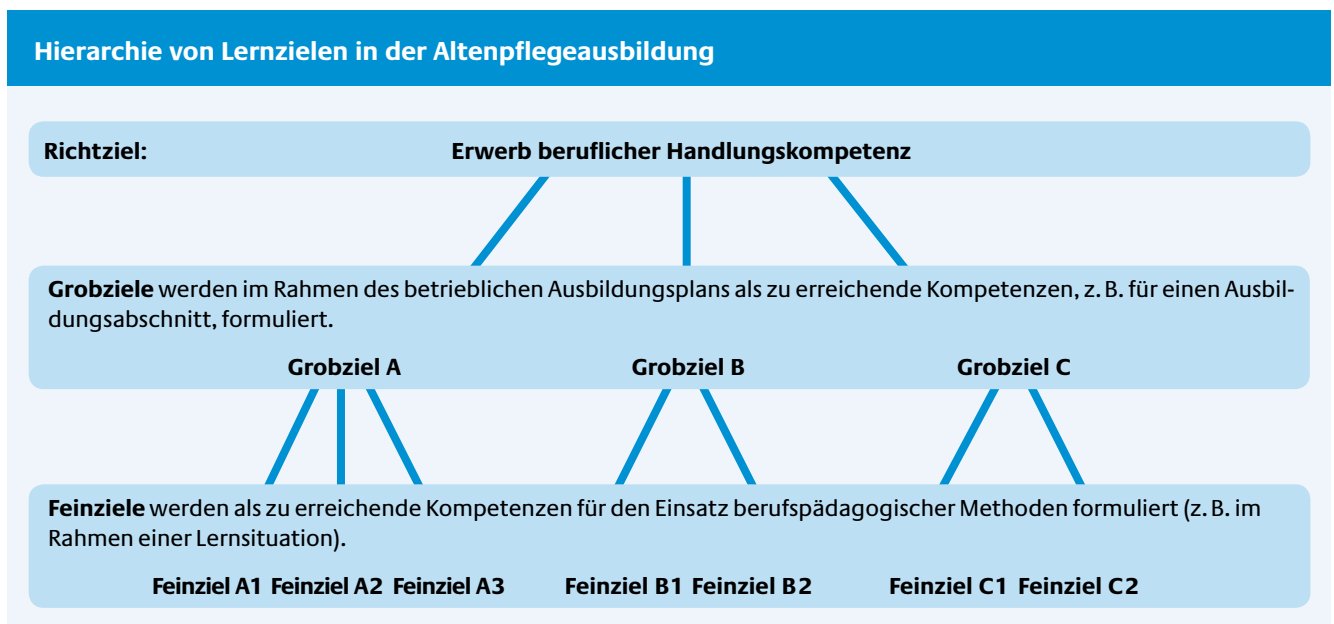 Hierarchie von Lernzielen in der Altenpflegeausbildung
Richtziel: Erwerb beruflicher Handlungskompetenz
Grobziele werden im Rahmen des betrieblichen Ausbildungsplans als zu erreichende Kompetenzen, z. B. für einen Ausbil-
dungsabschnitt, formuliert.
Grobziel A Grobziel B Grobziel C
Feinziele werden als zu erreichende Kompetenzen für den Einsatz berufspädagogischer Methoden formuliert (z. B. im
Rahmen einer Lernsituation).
Feinziel A1 Feinziel A2 Feinziel A3 Feinziel B1 Feinziel B2 Feinziel C1 Feinziel C2